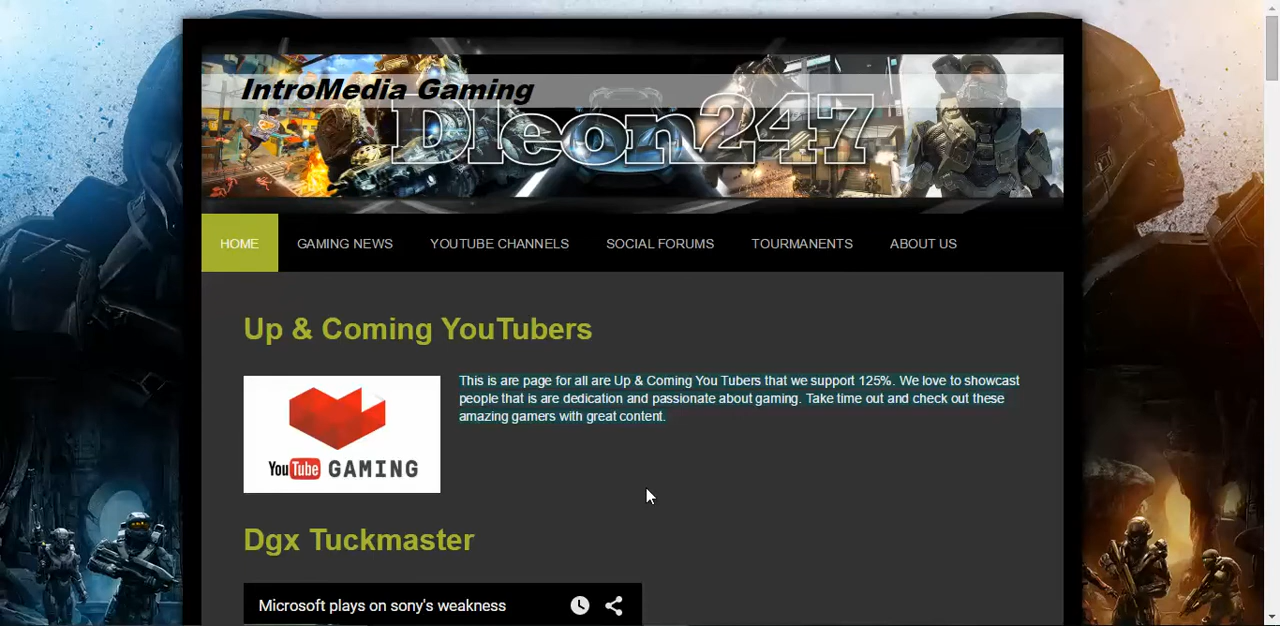 IntroMedia Gaming
Dleon247
HOME GAMING NEWS YOUTUBE CHANNELS SOCIAL FORUMS TOURMANENTS ABOUT US
Up & Coming YouTubers
This is are page for all are Up & Coming You Tubers that we support 125%. We love to showcast
people that is are dedication and passionate about gaming. Take time out and check out these
amazing gamers with great content.
YouTube GAMING
Dgx Tuckmaster
Microsoft plays on sony's weakness